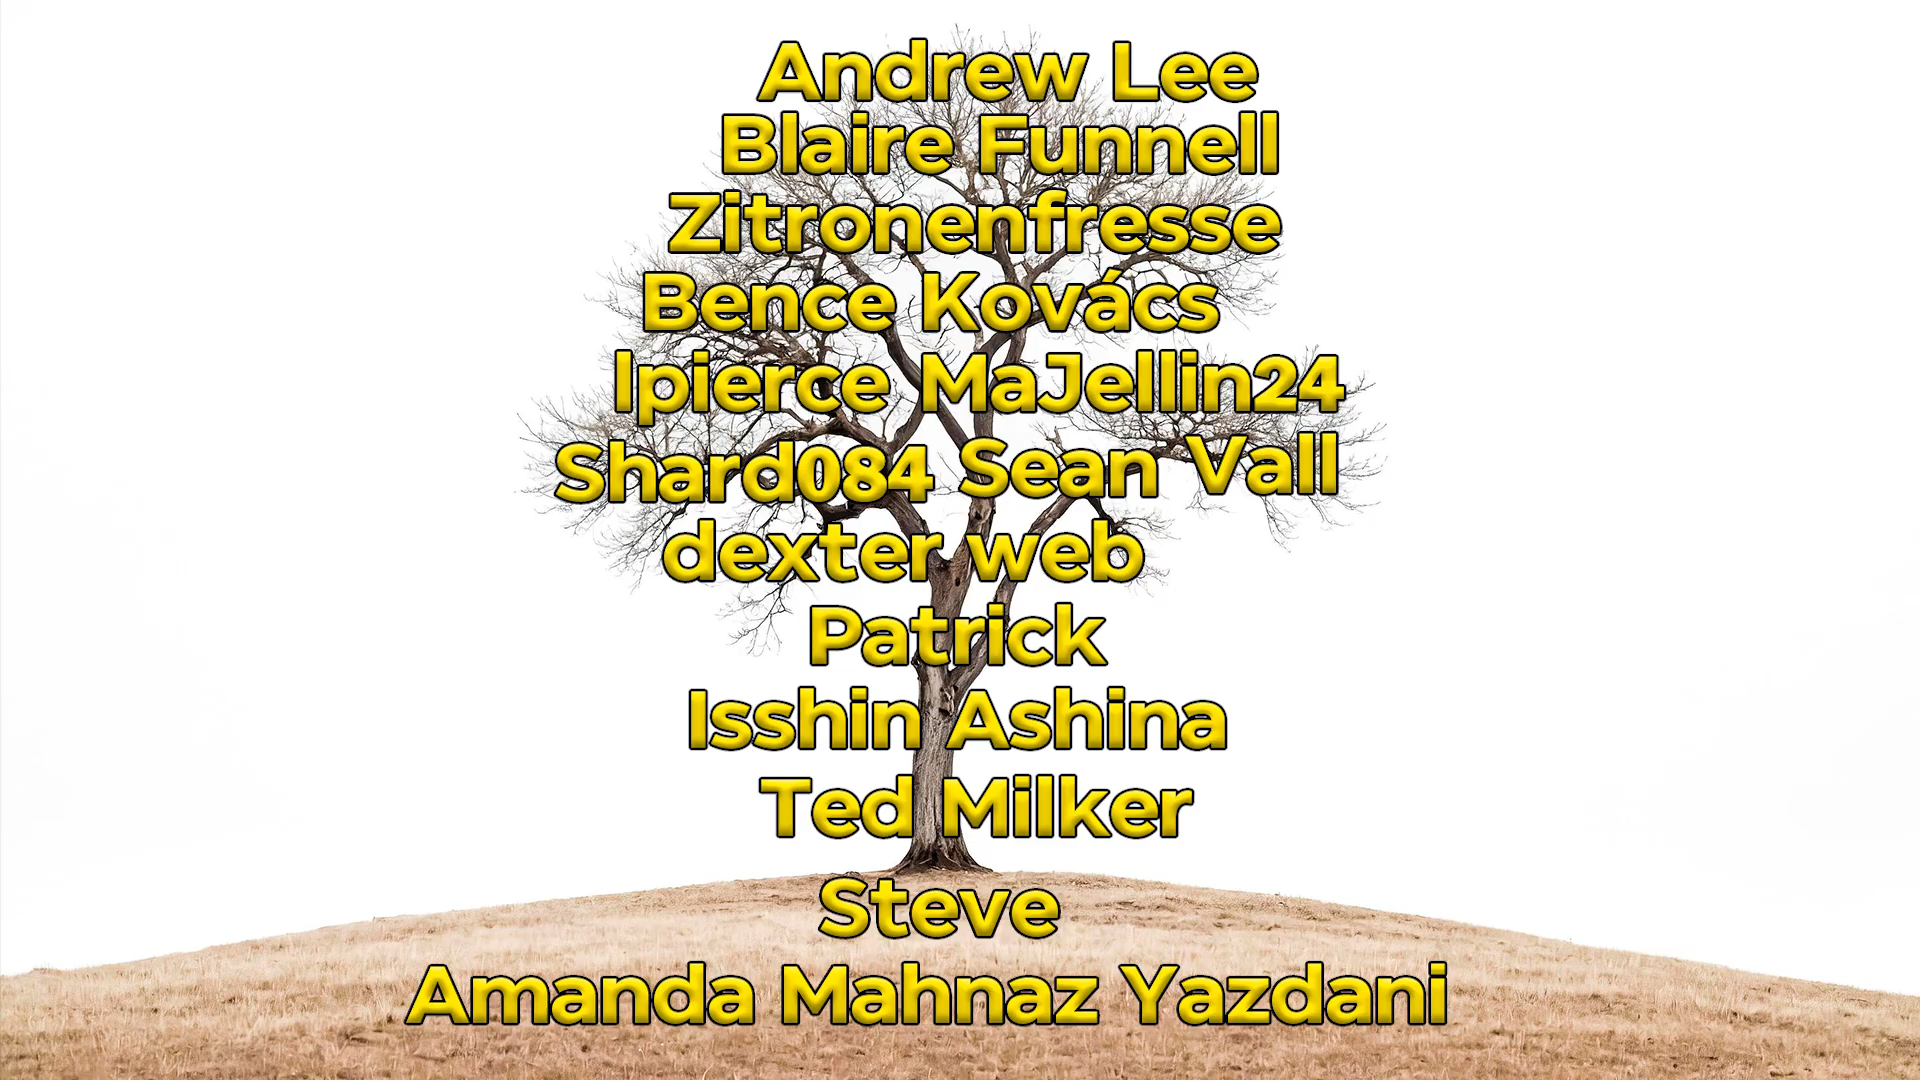 Andrew Lee
Blaire Funnell
Zitronenfresse
Bence Kovács
lpierce MaJellin24
Shard084 Sean Vall
dexter web
Patrick
Isshin Ashina
Ted Milker
Steve
Amanda Mahnaz Yazdani